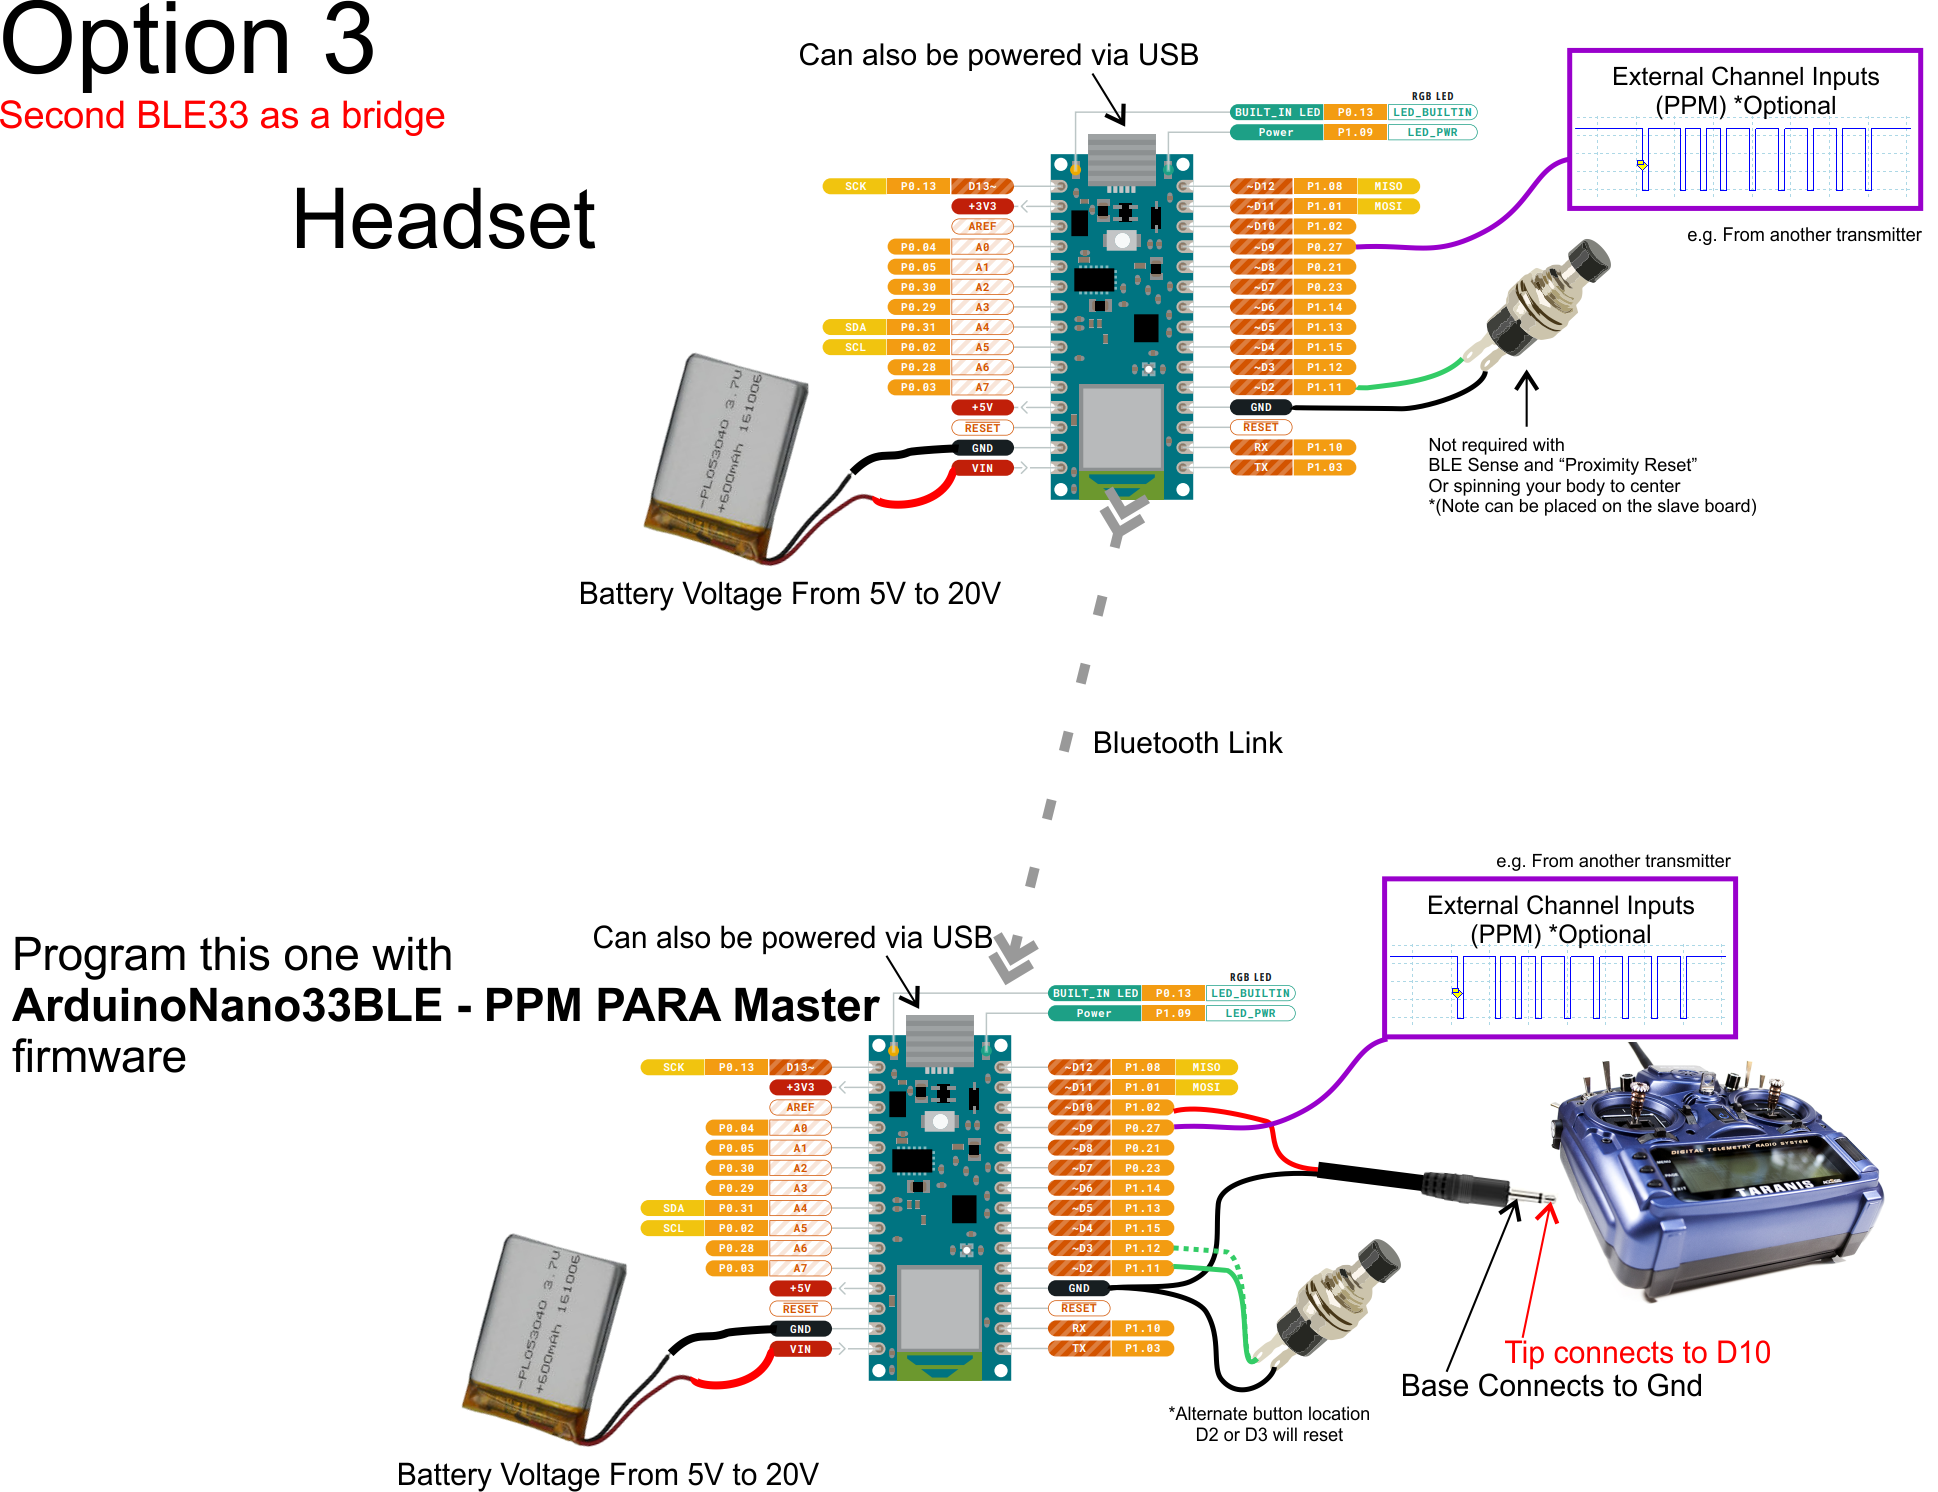 Option 3
Second BLE33 as a bridge
Headset
Can also be powered via USB
RGB LED
BUILT_IN LED P0.13 LED_BUILTIN
Power P1.09 LED_PWR
SCK P0.13 D13~
+3V3
AREF
P0.04 A0
P0.05 A1
P0.30 A2
P0.29 A3
SDA P0.31 A4
SCL P0.02 A5
P0.28 A6
P0.03 A7
+5V
RESET
GND
VIN
~D12 P1.08 MISO
~D11 P1.01 MOSI
~D10 P1.02
~D9 P0.27
~D8 P0.21
~D7 P0.23
~D6 P1.14
~D5 P1.13
~D4 P1.15
~D3 P1.12
~D2 P1.11
GND
RESET
RX P1.10
TX P1.03
External Channel Inputs
(PPM) *Optional
e.g. From another transmitter
Not required with
BLE Sense and “Proximity Reset”
Or spinning your body to center
*(Note can be placed on the slave board)
-PL053040 3.7V
+600mAh 161006
Battery Voltage From 5V to 20V
Bluetooth Link
Program this one with
ArduinoNano33BLE - PPM PARA Master
firmware
Can also be powered via USB
RGB LED
BUILT_IN LED P0.13 LED_BUILTIN
Power P1.09 LED_PWR
SCK P0.13 D13~
+3V3
AREF
P0.04 A0
P0.05 A1
P0.30 A2
P0.29 A3
SDA P0.31 A4
SCL P0.02 A5
P0.28 A6
P0.03 A7
+5V
RESET
GND
VIN
~D12 P1.08 MISO
~D11 P1.01 MOSI
~D10 P1.02
~D9 P0.27
~D8 P0.21
~D7 P0.23
~D6 P1.14
~D5 P1.13
~D4 P1.15
~D3 P1.12
~D2 P1.11
GND
RESET
RX P1.10
TX P1.03
e.g. From another transmitter
External Channel Inputs
(PPM) *Optional
DIGITAL TELEMETRY RADIO SYSTEM
MENU
PAGE
EXIT
TARANIS
Tip connects to D10
Base Connects to Gnd
*Alternate button location
D2 or D3 will reset
-PL053040 3.7V
+600mAh 161006
Battery Voltage From 5V to 20V